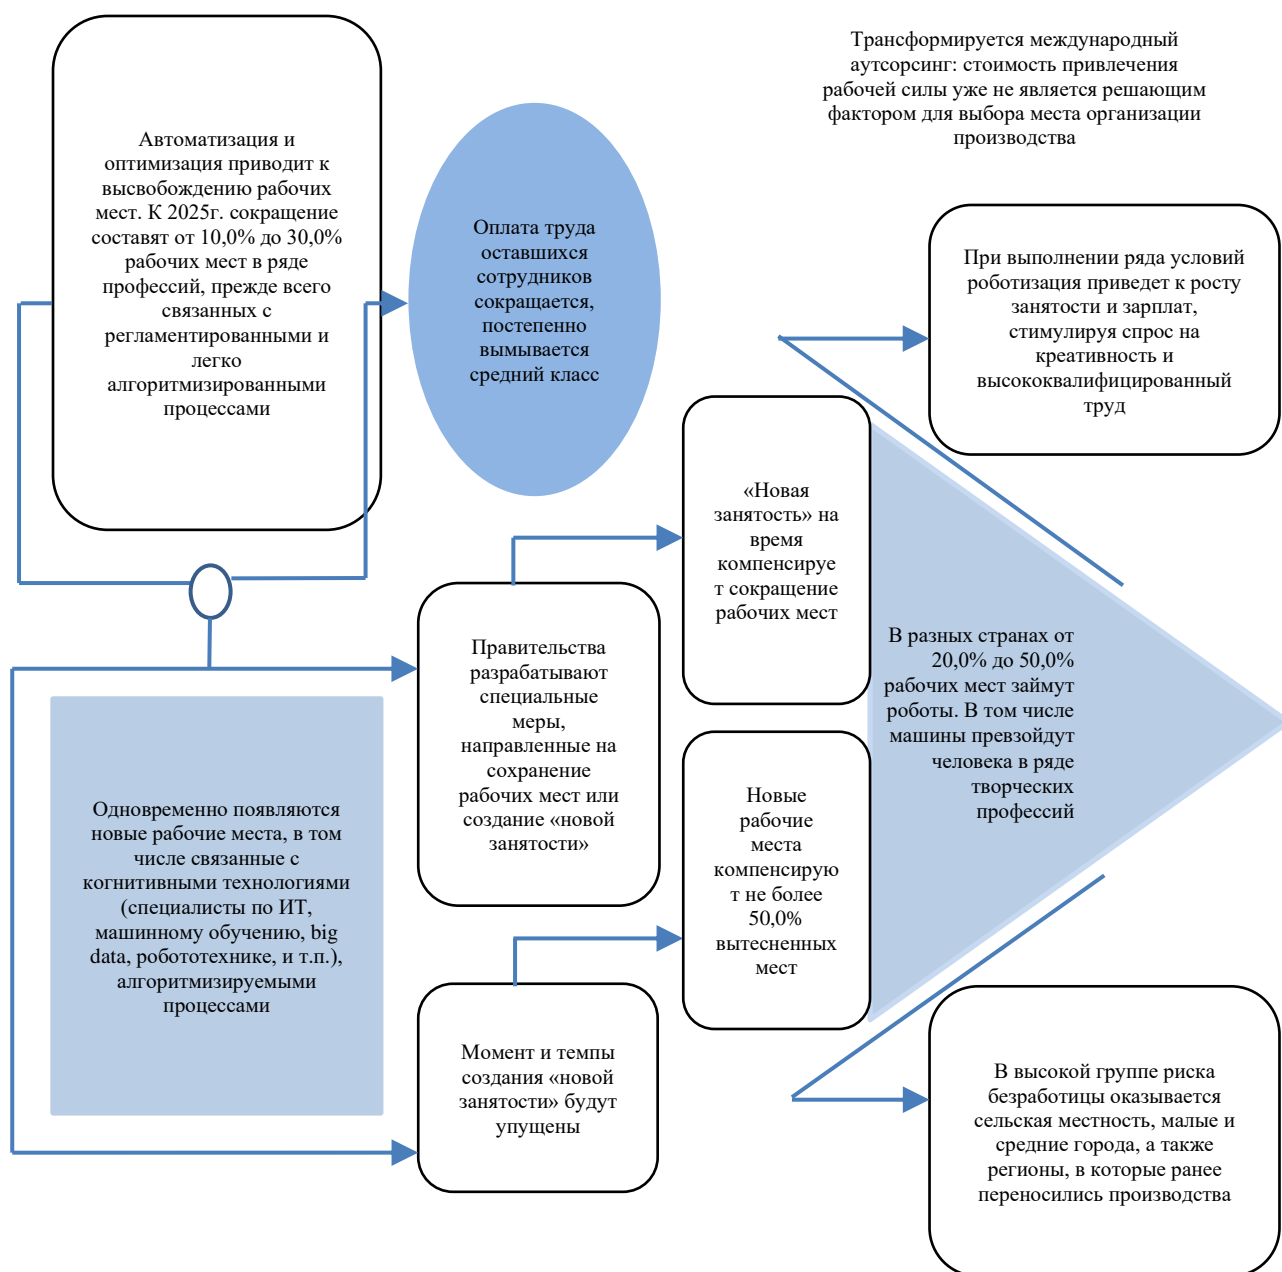 Трансформируется международный
аутсорсинг: стоимость привлечения
рабочей силы уже не является решающим
фактором для выбора места организации
производства
Автоматизация и
оптимизация приводит к
высвобождению рабочих
мест. К 2025г. сокращение
составят от 10,0% до 30,0%
рабочих мест в ряде
профессий, прежде всего
связанных с
регламентированными и
легко
алгоритмизированными
процессами
Оплата труда
оставшихся
сотрудников
сокращается,
постепенно
вымывается
средний класс
При выполнении ряда условий
роботизация приведет к росту
занятости и зарплат,
стимулируя спрос на
креативность и
высококвалифицированный
труд
«Новая
занятость» на
время
компенсируе
т сокращение
рабочих мест
Правительства
разрабатывают
специальные
меры,
направленные на
сохранение
рабочих мест или
создание «новой
занятости»
В разных странах от
20,0% до 50,0%
рабочих мест займут
роботы. В том числе
машины превзойдут
человека в ряде
творческих
профессий
Одновременно появляются
новые рабочие места, в том
числе связанные с
когнитивными технологиями
(специалисты по ИТ,
машинному обучению, big
data, робототехнике, и т.п.),
алгоритмизируемыми
процессами
Новые
рабочие
места
компенсирую
т не более
50,0%
вытесненных
мест
Момент и темпы
создания «новой
занятости» будут
упущены
В высокой группе риска
безработицы оказывается
сельская местность, малые и
средние города, а также
регионы, в которые ранее
переносились производства